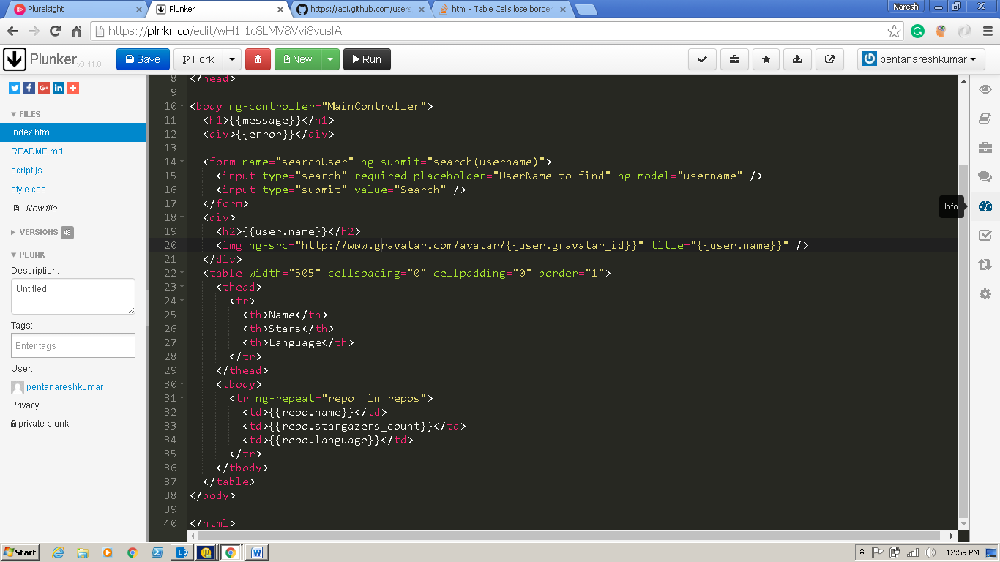 Pluralsight
Plunker
https://api.github.com/users
html - Table Cells lose border
Naresh
https://plnkr.co/edit/wH1f1c8LMV8Vvi8yuslA
Plunker v0.11.0
Save
Fork
New
Run
pentanareshkumar
FILES
index.html
README.md
script.js
style.css
New file
VERSIONS 48
PLUNK
Description:
Untitled
Tags:
Enter tags
User:
pentanareshkumar
Privacy:
private plunk
8 </head>
9
10 <body ng-controller="MainController">
11 <h1>{{message}}</h1>
12 <div>{{error}}</div>
13
14 <form name="searchUser" ng-submit="search(username)">
15 <input type="search" required placeholder="UserName to find" ng-model="username" />
16 <input type="submit" value="Search" />
17 </form>
18 <div>
19 <h2>{{user.name}}</h2>
20 <img ng-src="http://www.gravatar.com/avatar/{{user.gravatar_id}}" title="{{user.name}}" />
21 </div>
22 <table width="505" cellspacing="0" cellpadding="0" border="1">
23 <thead>
24 <tr>
25 <th>Name</th>
26 <th>Stars</th>
27 <th>Language</th>
28 </tr>
29 </thead>
30 <tbody>
31 <tr ng-repeat="repo  in repos">
32 <td>{{repo.name}}</td>
33 <td>{{repo.stargazers_count}}</td>
34 <td>{{repo.language}}</td>
35 </tr>
36 </tbody>
37 </table>
38 </body>
39
40 </html>
Info
Start
12:59 PM